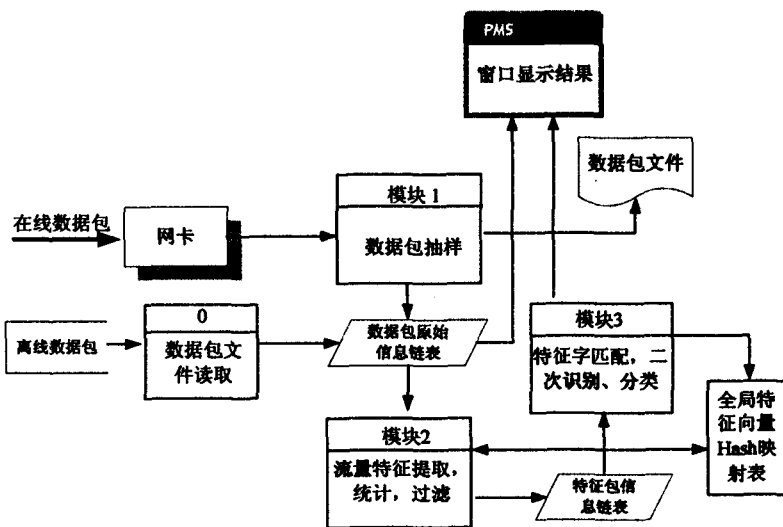 PMS
窗口显示结果
数据包文件
模块 1
在线数据包
网卡
数据包抽样
0
离线数据包
数据包文
件读取
数据包原始
信息链表
模块3
特征字匹配，二
次识别、分类
全局特
征向量
Hash映
射表
模块2
流量特征提取，
统计，过滤
特征包信
息链表